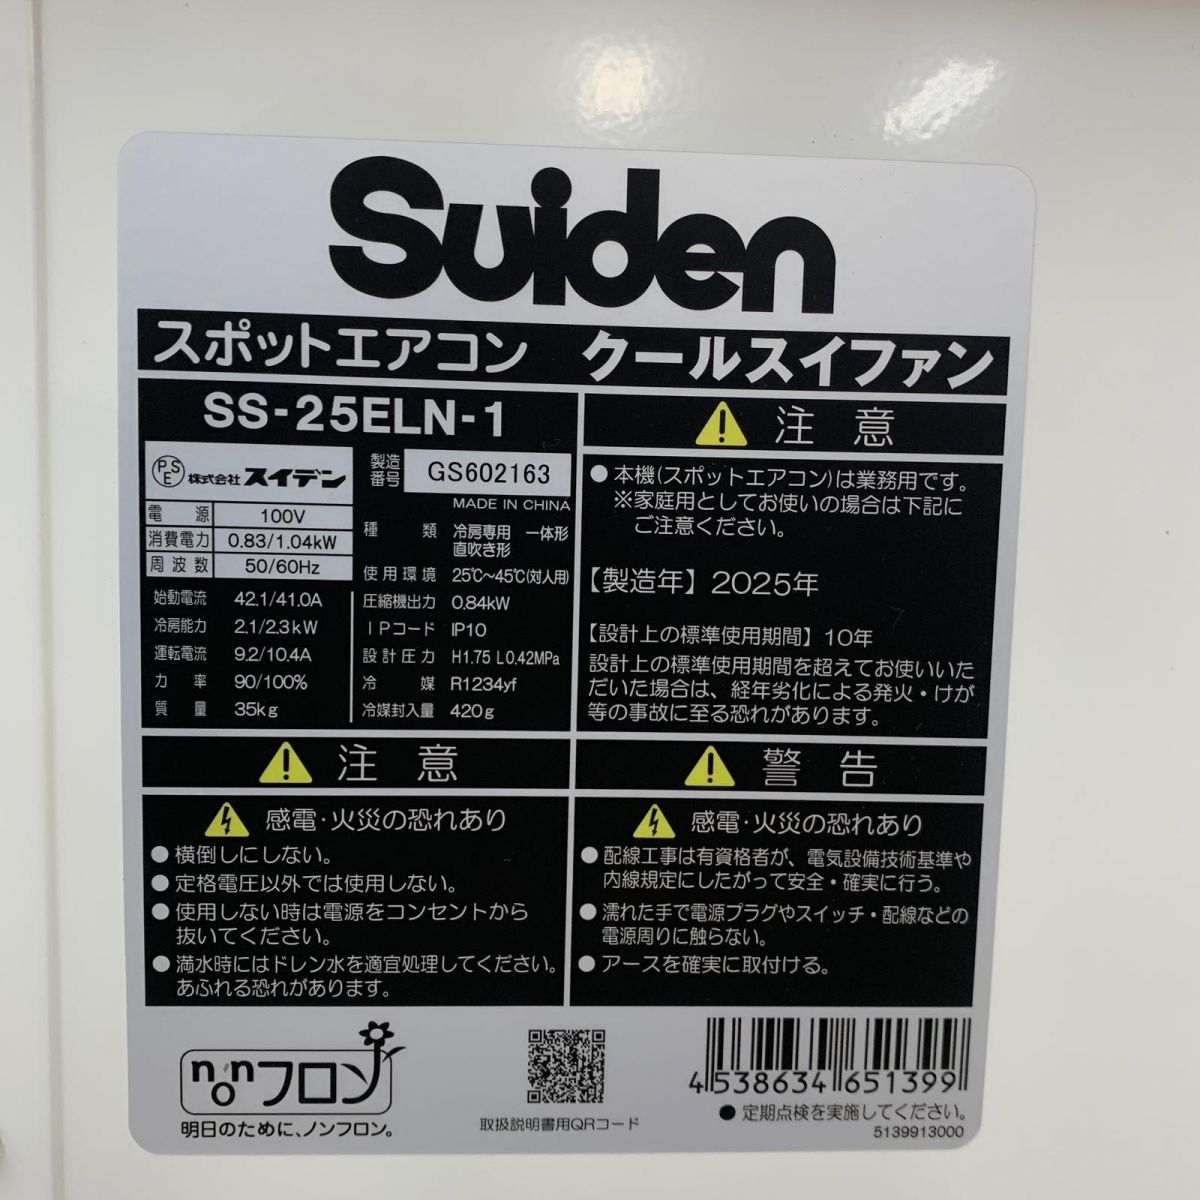 Suiden
スポットエアコン クールスイファン
SS-25ELN-1
PSE 株式会社 スイデン
製造番号 GS602163
MADE IN CHINA
電源 100V
消費電力 0.83/1.04kW
周波数 50/60Hz
始動電流 42.1/41.0A
冷房能力 2.1/2.3kW
運転電流 9.2/10.4A
力率 90/100%
質量 35kg
種類 冷房専用 一体形
直吹き形
使用環境 25℃～45℃(対人用)
圧縮機出力 0.84kW
IPコード IP10
設計圧力 H1.75 L0.42MPa
冷媒 R1234yf
冷媒封入量 420g
注意
●本機(スポットエアコン)は業務用です。
※家庭用としてお使いの場合は下記に
ご注意ください。
【製造年】2025年
【設計上の標準使用期間】10年
設計上の標準使用期間を超えてお使いいた
だいた場合は、経年劣化による発火・けが
等の事故に至る恐れがあります。
注意
感電・火災の恐れあり
●横倒しにしない。
●定格電圧以外では使用しない。
●使用しない時は電源をコンセントから
抜いてください。
●満水時にはドレン水を適宜処理してください。
あふれる恐れがあります。
警告
感電・火災の恐れあり
●配線工事は有資格者が、電気設備技術基準や
内線規定にしたがって安全・確実に行う。
●濡れた手で電源プラグやスイッチ・配線などの
電源周りに触らない。
●アースを確実に取付ける。
nonフロン
明日のために、ノンフロン。
取扱説明書用QRコード
4 538634 651399
●定期点検を実施してください。
5139913000